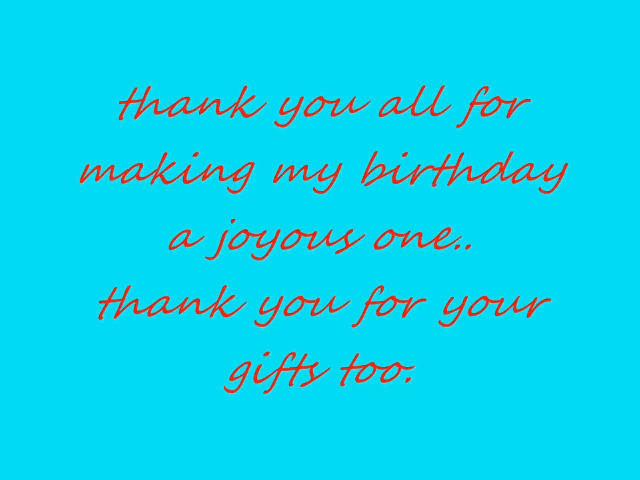 thank you all for
making my birthday
a joyous one..
thank you for your
gifts too.